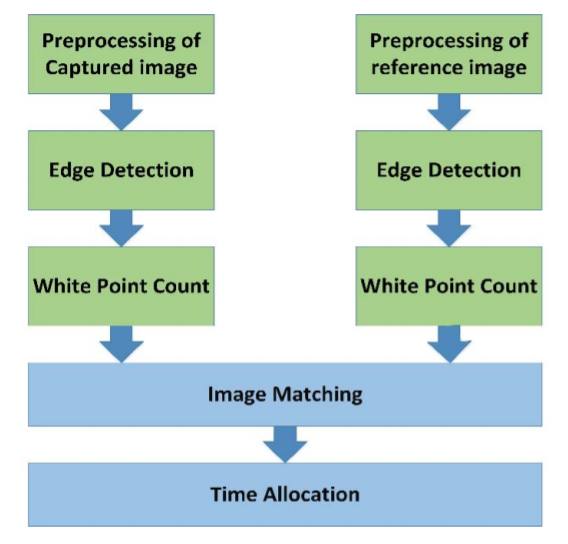 Preprocessing of
Captured image
Preprocessing of
reference image
Edge Detection
Edge Detection
White Point Count
White Point Count
Image Matching
Time Allocation